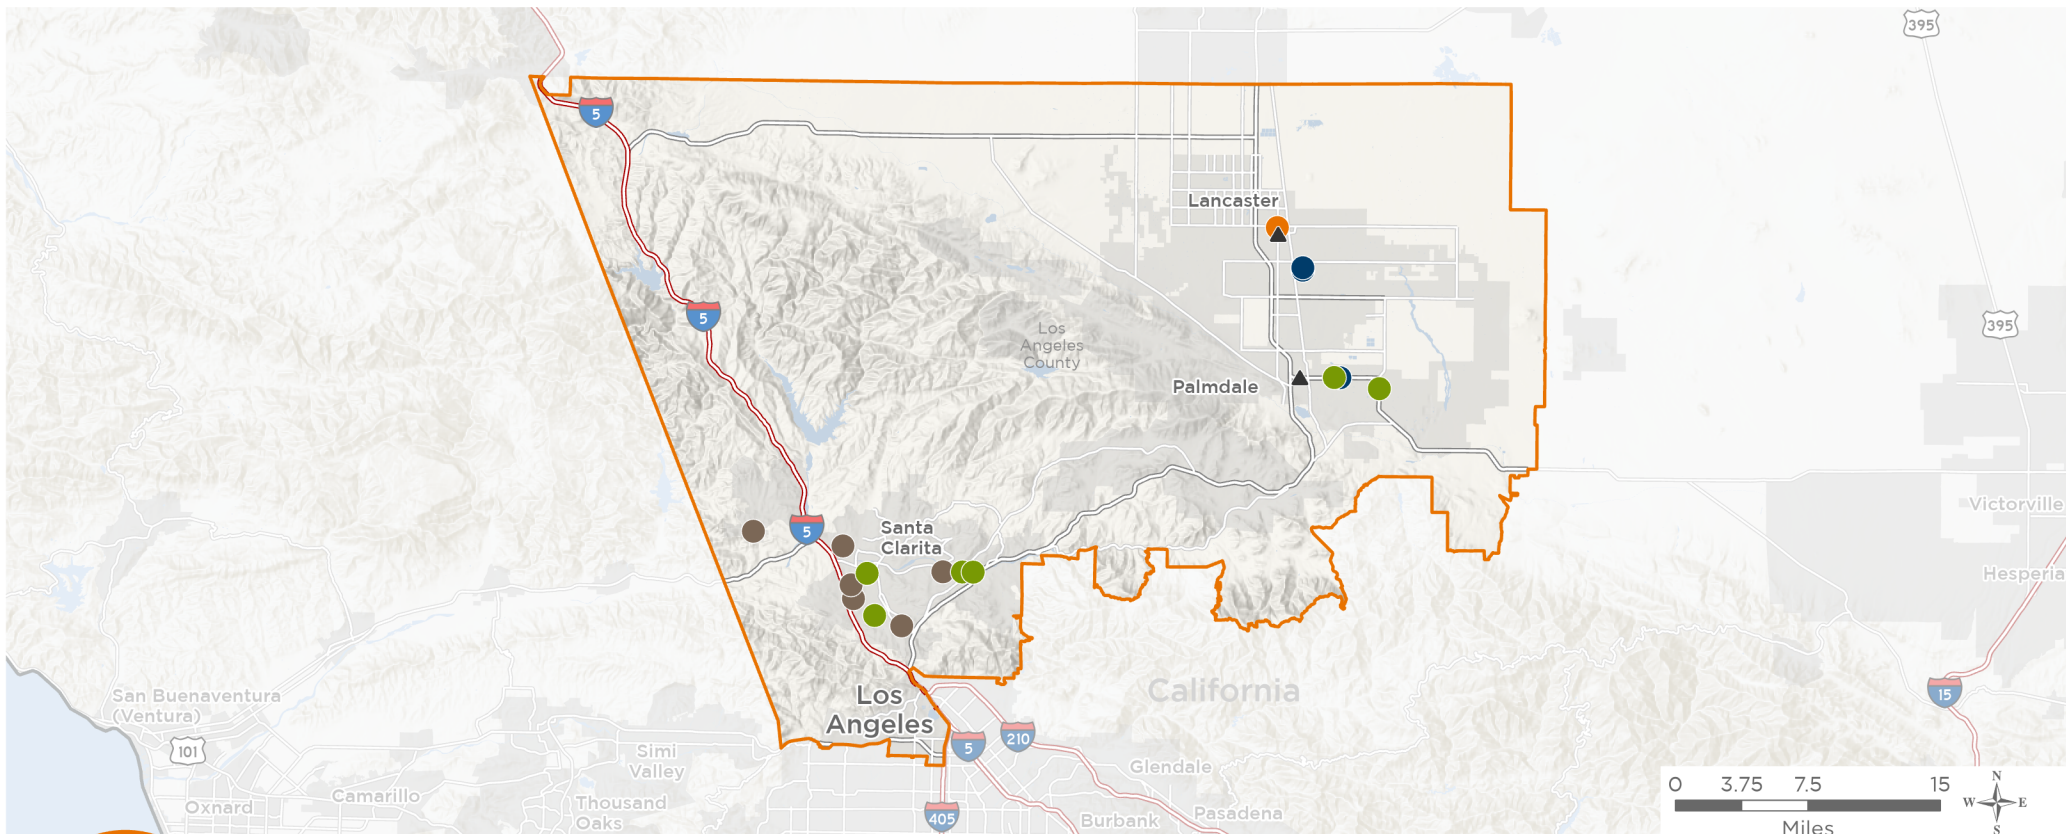 395
5
Lancaster
5
Los
Angeles
County
395
Palmdale
Santa
Clarita
5
Victorville
Hesperia
California
Los
Angeles
San Buenaventura
(Ventura)
101
Simi
Valley
5
210
15
Glendale
Camarillo
Oxnard
Thousand
Oaks
405
Burbank
Pasadena
0 3.75 7.5 15
Miles
N
W E
S